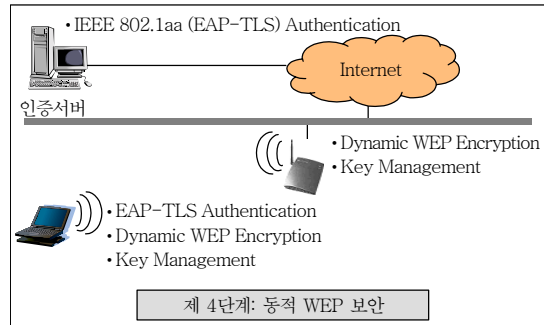 • IEEE 802.1aa (EAP-TLS) Authentication
Internet
인증서버
• Dynamic WEP Encryption
• Key Management
• EAP-TLS Authentication
• Dynamic WEP Encryption
• Key Management
제 4단계: 동적 WEP 보안